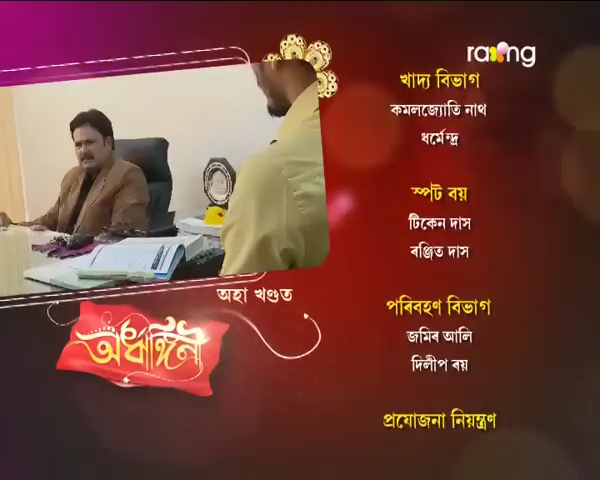 rang
খাদ্য বিভাগ
কমলজ্যোতি নাথ
ধৰ্মেন্দ্ৰ
স্পট বয়
টিকেন দাস
ৰঞ্জিত দাস
পৰিবহণ বিভাগ
জমিৰ আলি
দিলীপ ৰয়
প্ৰযোজনা নিয়ন্ত্ৰণ
অহা খণ্ডত
অৰ্ধাঙ্গিনী